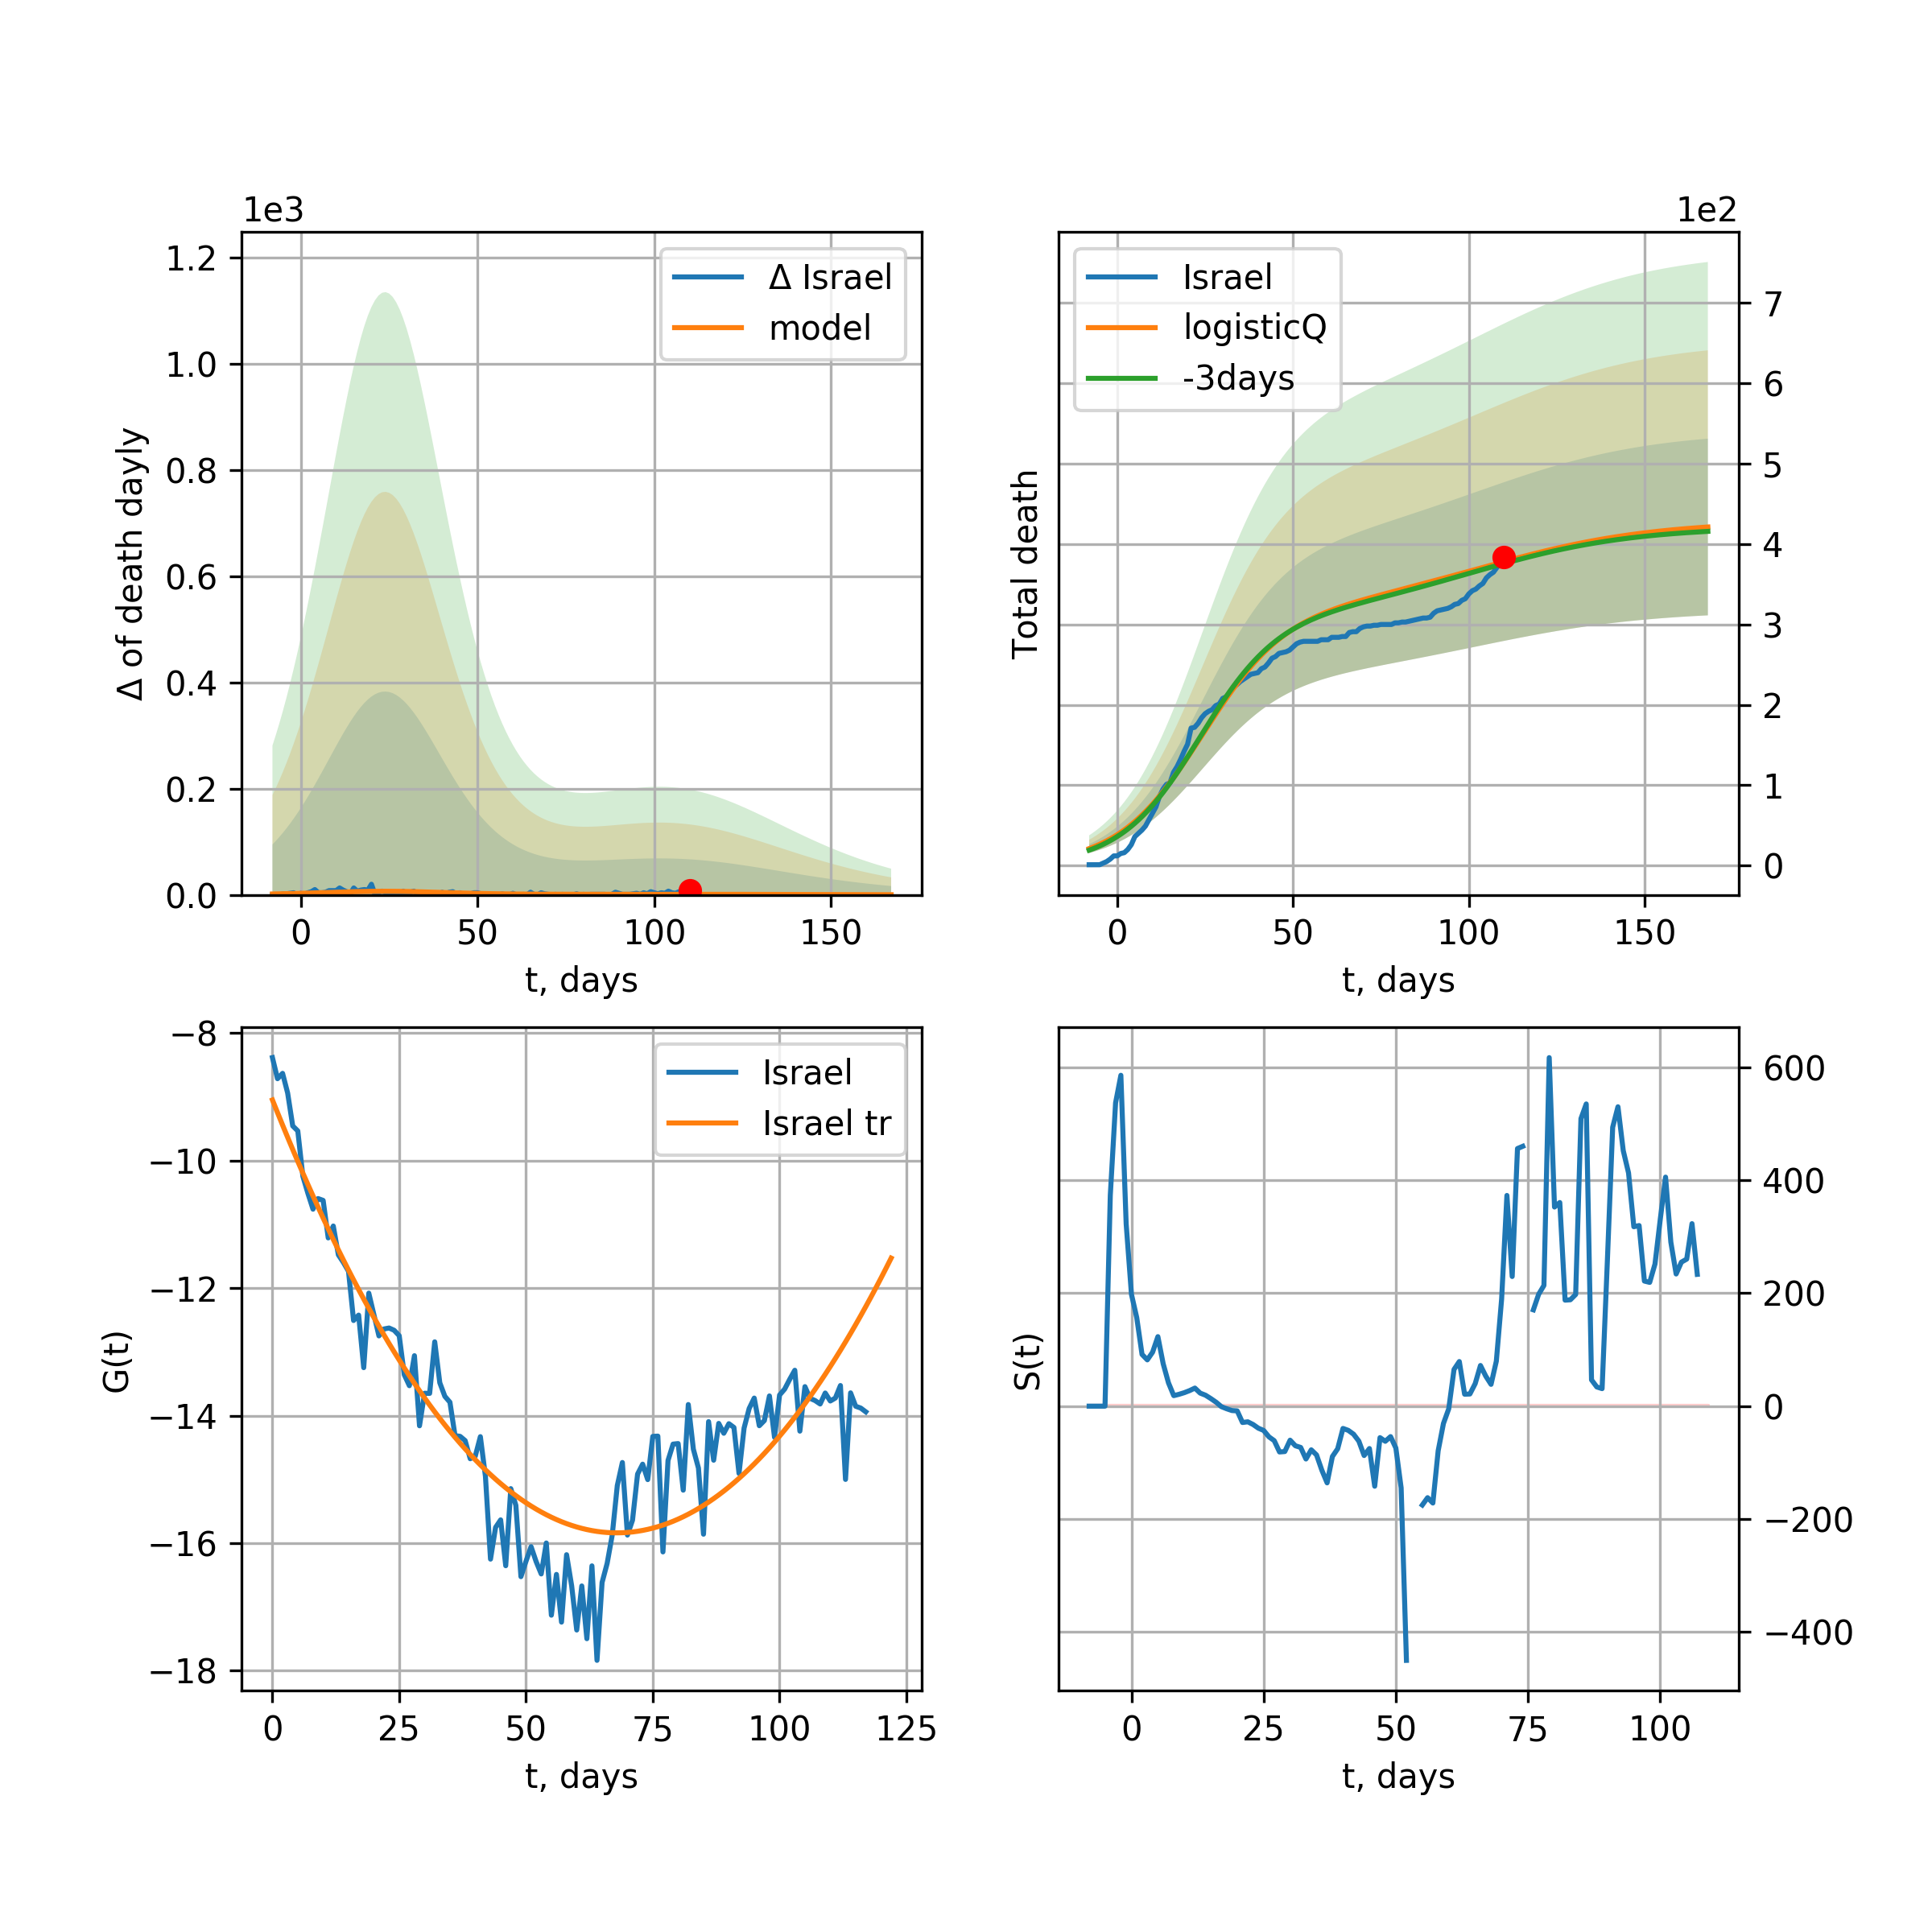 1e3
1.2
1.0
0.8
0.6
0.4
0.2
0.0
Δ of death dayly
Δ Israel
model
0 50 100 150
t, days
1e2
Israel
logisticQ
-3days
7
6
5
4
3
2
1
0
Total death
0 50 100 150
t, days
−8
−10
−12
−14
−16
−18
G(t)
Israel
Israel tr
0 25 50 75 100 125
t, days
600
400
200
0
−200
−400
S(t)
0 25 50 75 100
t, days